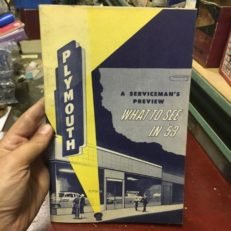 PLYMOUTH
A SERVICEMAN'S
PREVIEW
WHAT TO SEE
IN '53